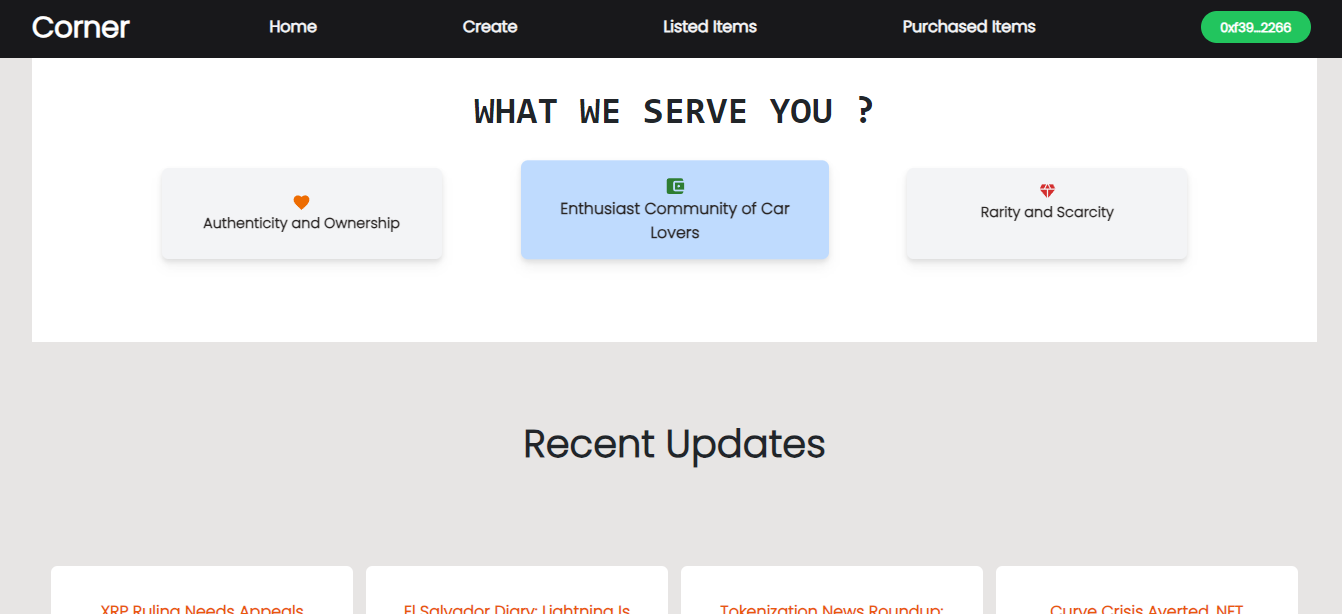 Corner Home Create Listed Items Purchased Items 0xf39...2266
WHAT WE SERVE YOU ?
Authenticity and Ownership
Enthusiast Community of Car
Lovers
Rarity and Scarcity
Recent Updates
XRP Ruling Needs Appeals
El Salvador Diary: Lightning Is
Tokenization News Roundup:
Curve Crisis Averted, NFT